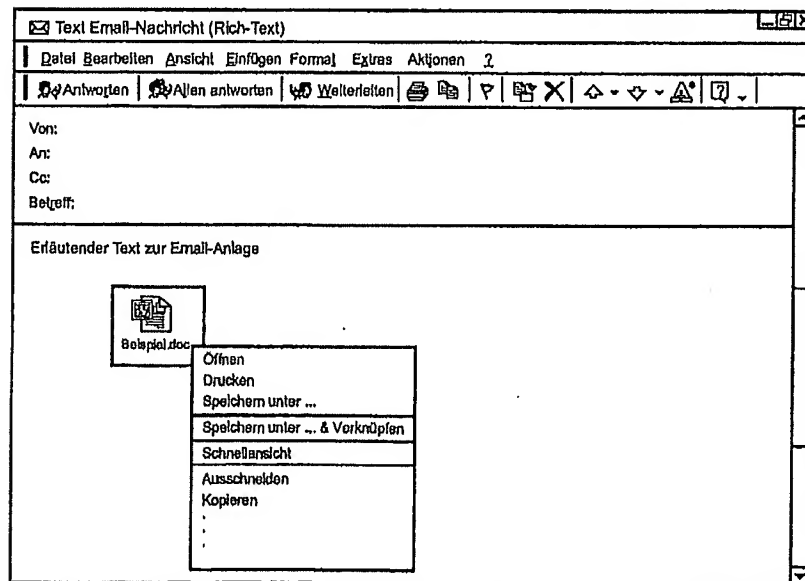 Text Email-Nachricht (Rich-Text)
Datei Bearbeiten Ansicht Einfügen Format Extras Aktionen ?
Antworten Allen antworten Weiterleiten
Von:
An:
Cc:
Betreff:
Erläutender Text zur Email-Anlage
Beispiel.doc
Öffnen
Drucken
Speichern unter ...
Speichern unter ... & Verknüpfen
Schnellansicht
Ausschneiden
Kopieren